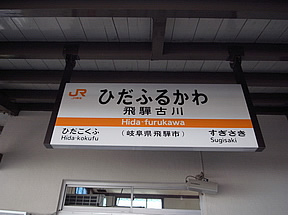 JR
ひだふるかわ
飛驒古川
Hida-furukawa
ひだこくふ
Hida-kokufu
（岐阜県飛騨市）
すぎさき
Sugisaki